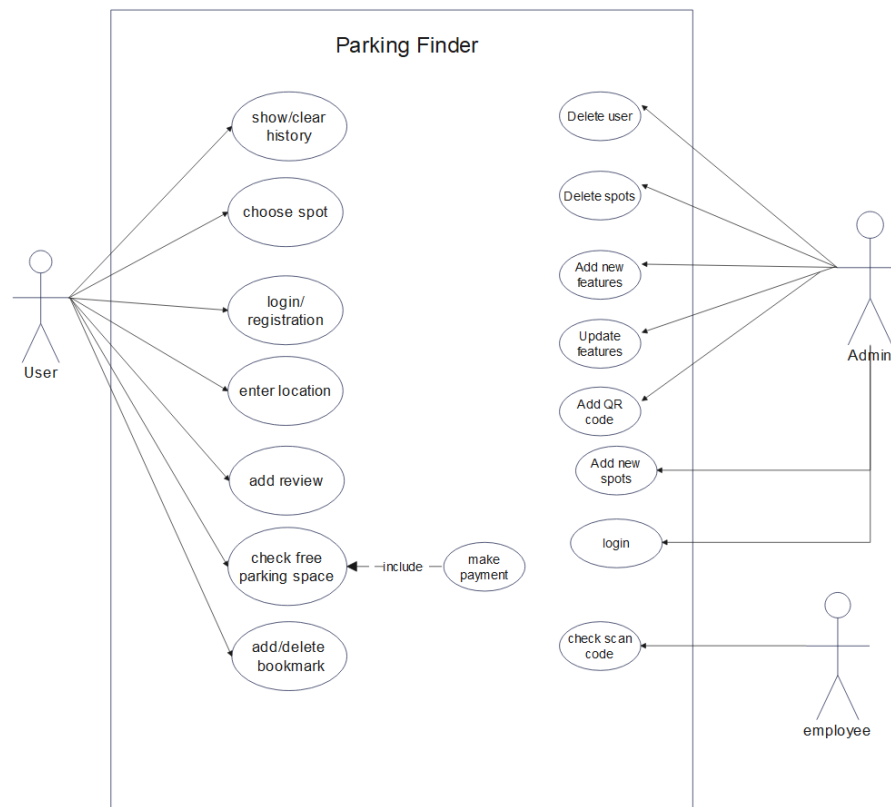 Parking Finder
show/clear
history
choose spot
login/
registration
enter location
add review
check free
parking space
include
make
payment
add/delete
bookmark
User
Delete user
Delete spots
Add new
features
Update
features
Add QR
code
Add new
spots
login
check scan
code
Admin
employee